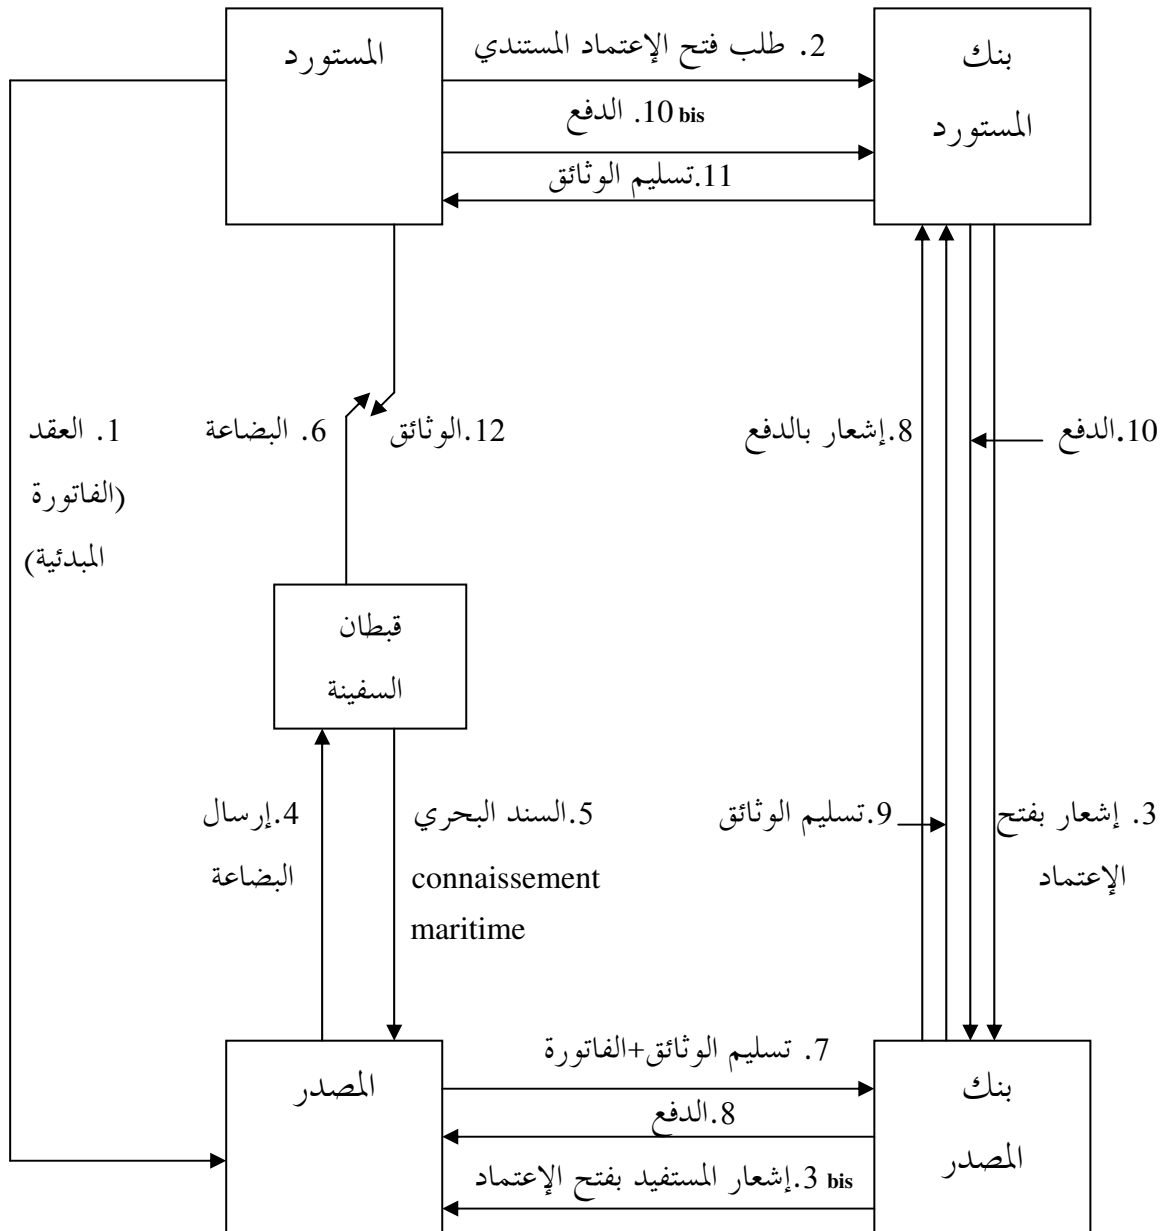 المستورد
2. طلب فتح الإعتماد المستندي
بنك
المستورد
10 bis. الدفع
11.تسليم الوثائق
1. العقد
(الفاتورة
المبدئية)
6. البضاعة
12.الوثائق
8.إشعار بالدفع
10.الدفع
قبطان
السفينة
4.إرسال
البضاعة
5.السند البحري
connaissement
maritime
9.تسليم الوثائق
3. إشعار بفتح
الإعتماد
المصدر
7. تسليم الوثائق+الفاتورة
8.الدفع
3 bis.إشعار المستفيد بفتح الإعتماد
بنك
المصدر